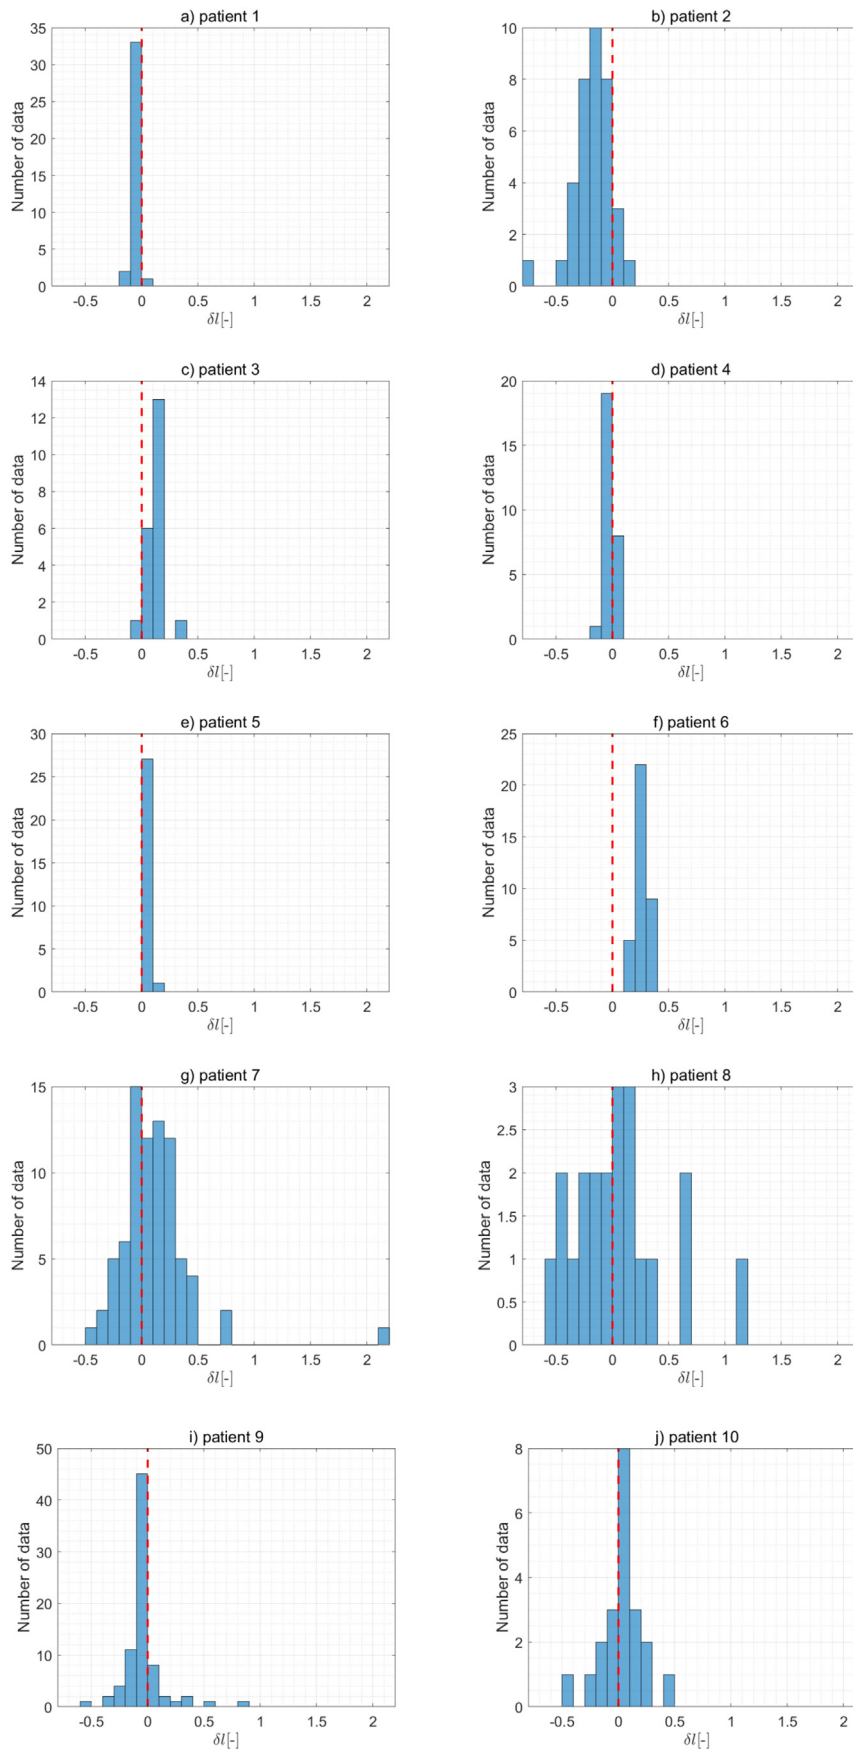 a) patient 1
35
30
25
20
15
10
5
0
Number of data
-0.5 0 0.5 1 1.5 2
δl[-]
b) patient 2
10
8
6
4
2
0
Number of data
-0.5 0 0.5 1 1.5 2
δl[-]
c) patient 3
14
12
10
8
6
4
2
0
Number of data
-0.5 0 0.5 1 1.5 2
δl[-]
d) patient 4
20
15
10
5
0
Number of data
-0.5 0 0.5 1 1.5 2
δl[-]
e) patient 5
30
25
20
15
10
5
0
Number of data
-0.5 0 0.5 1 1.5 2
δl[-]
f) patient 6
25
20
15
10
5
0
Number of data
-0.5 0 0.5 1 1.5 2
δl[-]
g) patient 7
15
10
5
0
Number of data
-0.5 0 0.5 1 1.5 2
δl[-]
h) patient 8
3
2.5
2
1.5
1
0.5
0
Number of data
-0.5 0 0.5 1 1.5 2
δl[-]
i) patient 9
50
40
30
20
10
0
Number of data
-0.5 0 0.5 1 1.5 2
δl[-]
j) patient 10
8
6
4
2
0
Number of data
-0.5 0 0.5 1 1.5 2
δl[-]